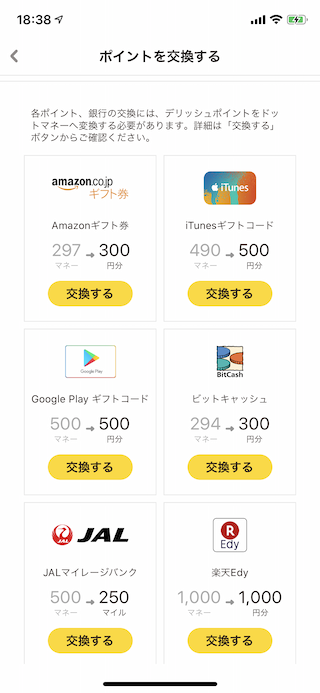 18:38
ポイントを交換する
各ポイント、銀行の交換には、デリッシュポイントをドッ
トマネーへ変換する必要があります。詳細は「交換する」
ボタンからご確認ください。
amazon.co.jp
ギフト券
Amazonギフト券
297 → 300
マネー 円分
交換する
iTunes
iTunesギフトコード
490 → 500
マネー 円分
交換する
Google Play
Google Play ギフトコード
500 → 500
マネー 円分
交換する
BitCash
ビットキャッシュ
294 → 300
マネー 円分
交換する
JAL
JALマイレージバンク
500 → 250
マネー マイル
交換する
R
Edy
楽天Edy
1,000 → 1,000
マネー 円分
交換する